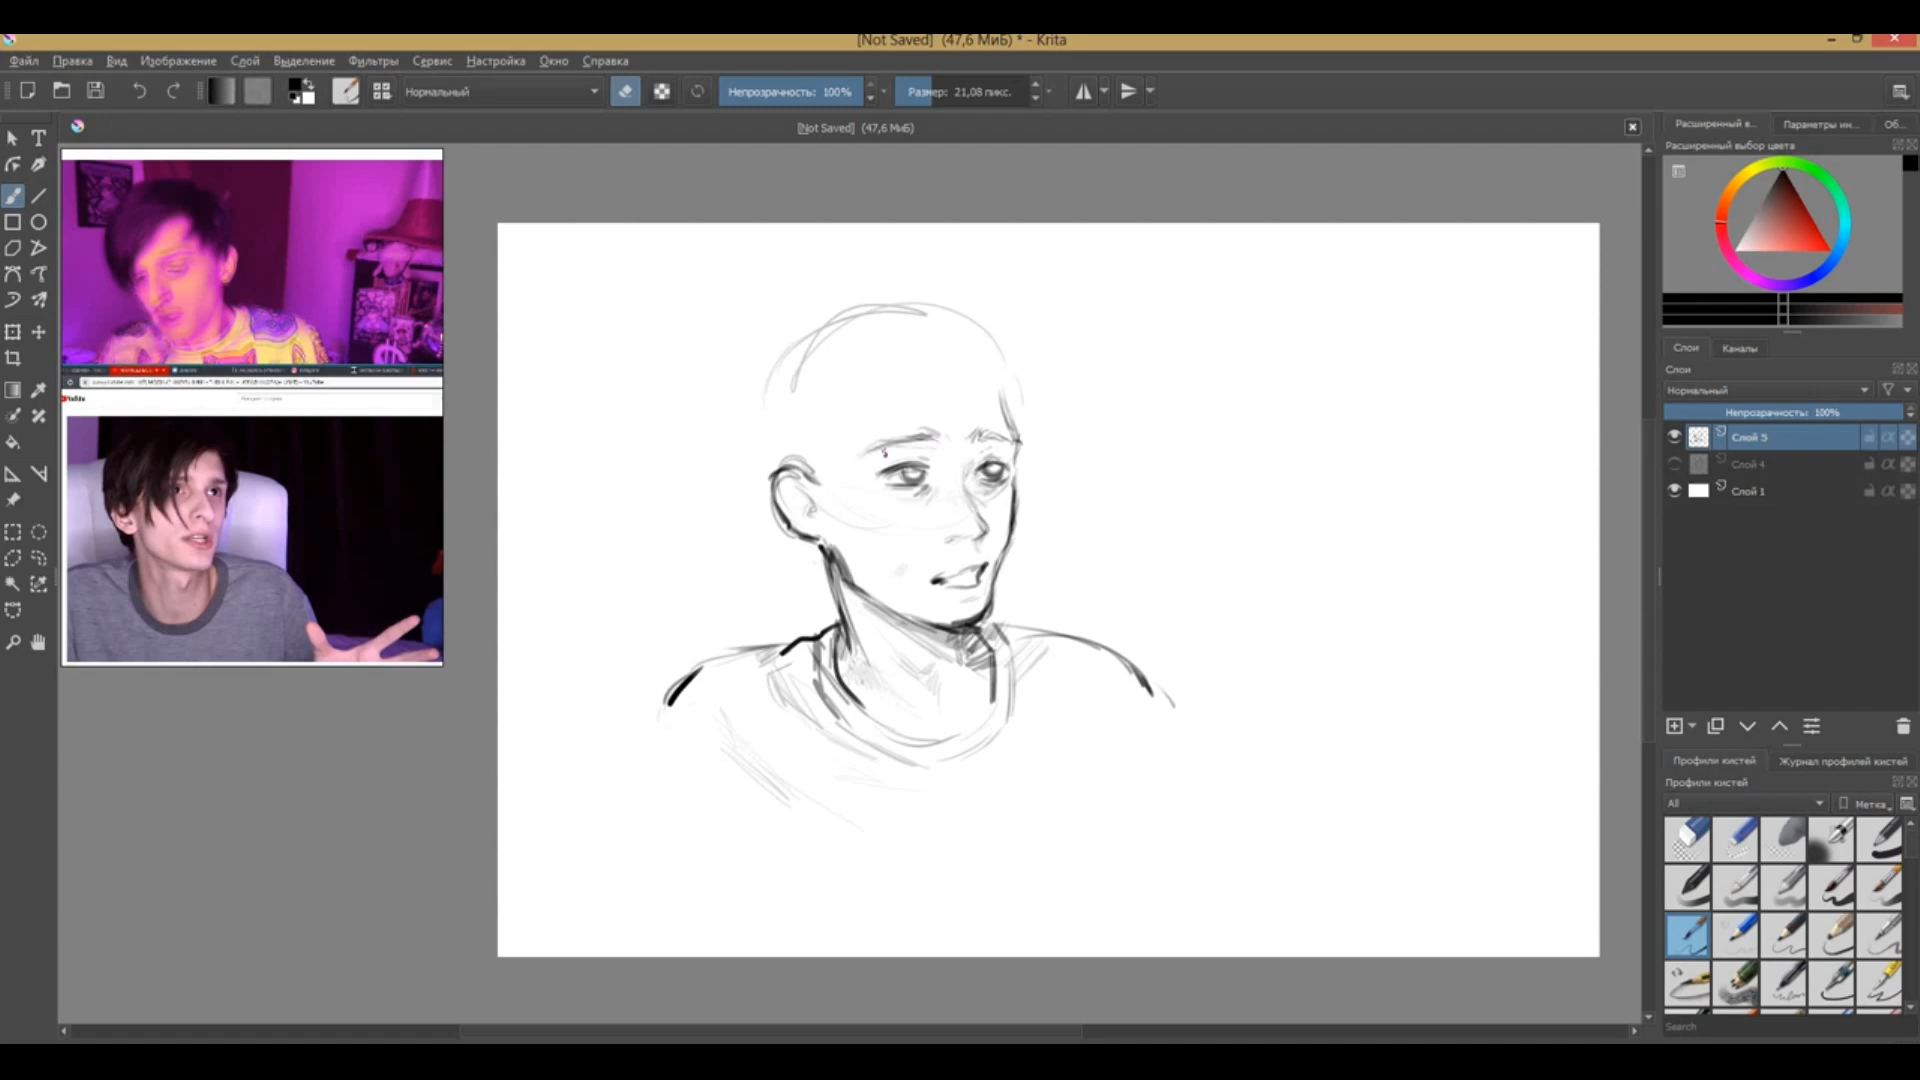 [Not Saved] (47,6 МиБ) * - Krita
Файл Правка Вид Изображение Слой Выделение Фильтры Сервис Настройка Окно Справка
Нормальный Непрозрачность: 100% Размер: 21,08 пикс.
[Not Saved] (47,6 МиБ)
Расширенный в... Параметры ин... Об...
Расширенный выбор цвета
Слои Каналы
Слои
Нормальный
Непрозрачность: 100%
Слой 5
Слой 4
Слой 1
Профили кистей Журнал профилей кистей
Профили кистей
All Метка
Search
YouTube